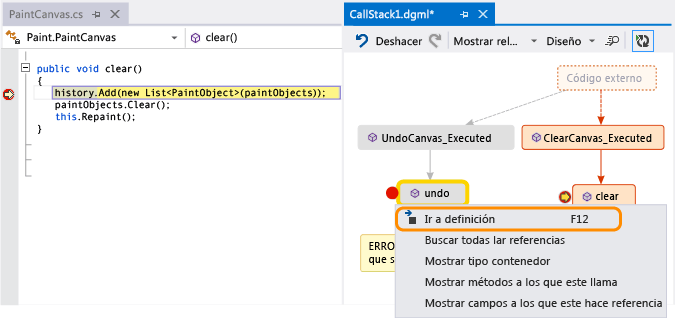 PaintCanvas.cs
Paint.PaintCanvas
clear()
public void clear()
{
history.Add(new List<PaintObject>(paintObjects));
paintObjects.Clear();
this.Repaint();
}
CallStack1.dgml*
Deshacer
Mostrar rel...
Diseño
Código externo
UndoCanvas_Executed
ClearCanvas_Executed
undo
clear
ERRO
que s
Ir a definición F12
Buscar todas lar referencias
Mostrar tipo contenedor
Mostrar métodos a los que este llama
Mostrar campos a los que este hace referencia